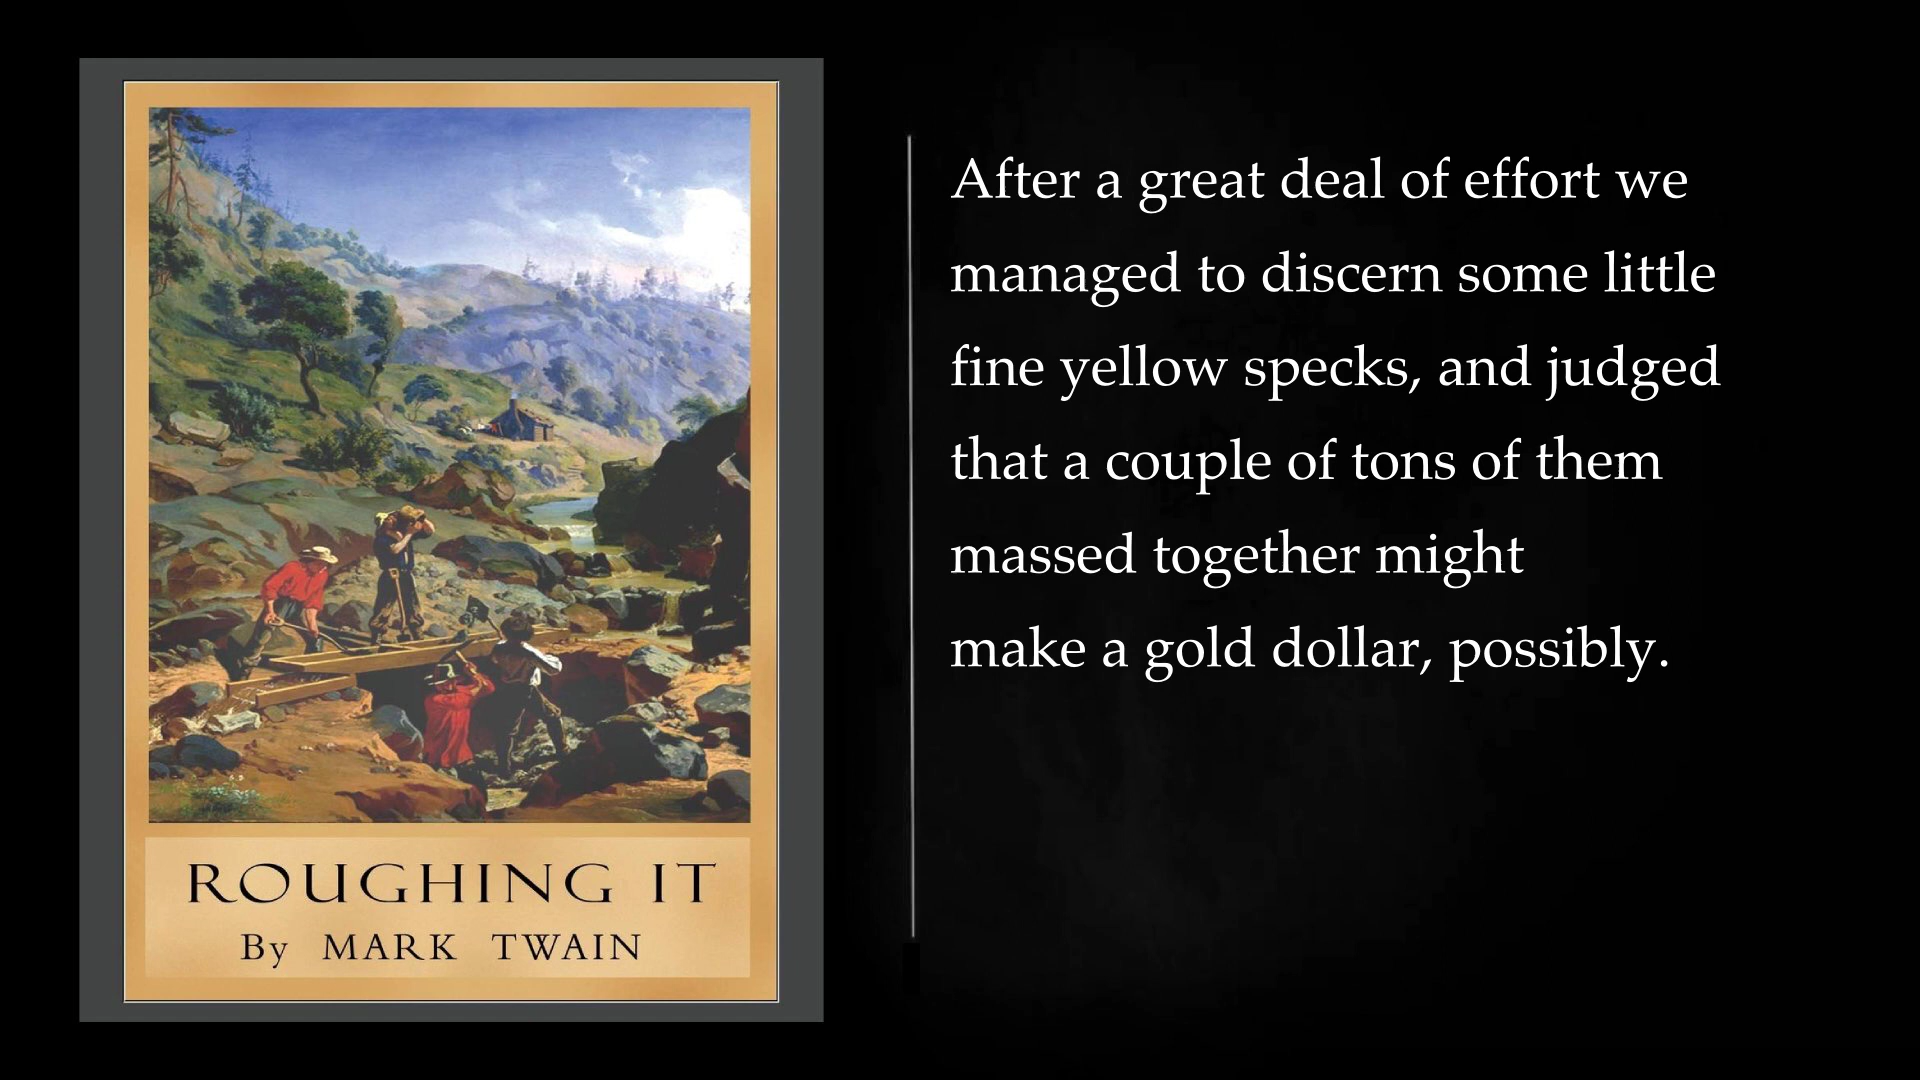 ROUGHING IT
By MARK TWAIN
After a great deal of effort we
managed to discern some little
fine yellow specks, and judged
that a couple of tons of them
massed together might
make a gold dollar, possibly.